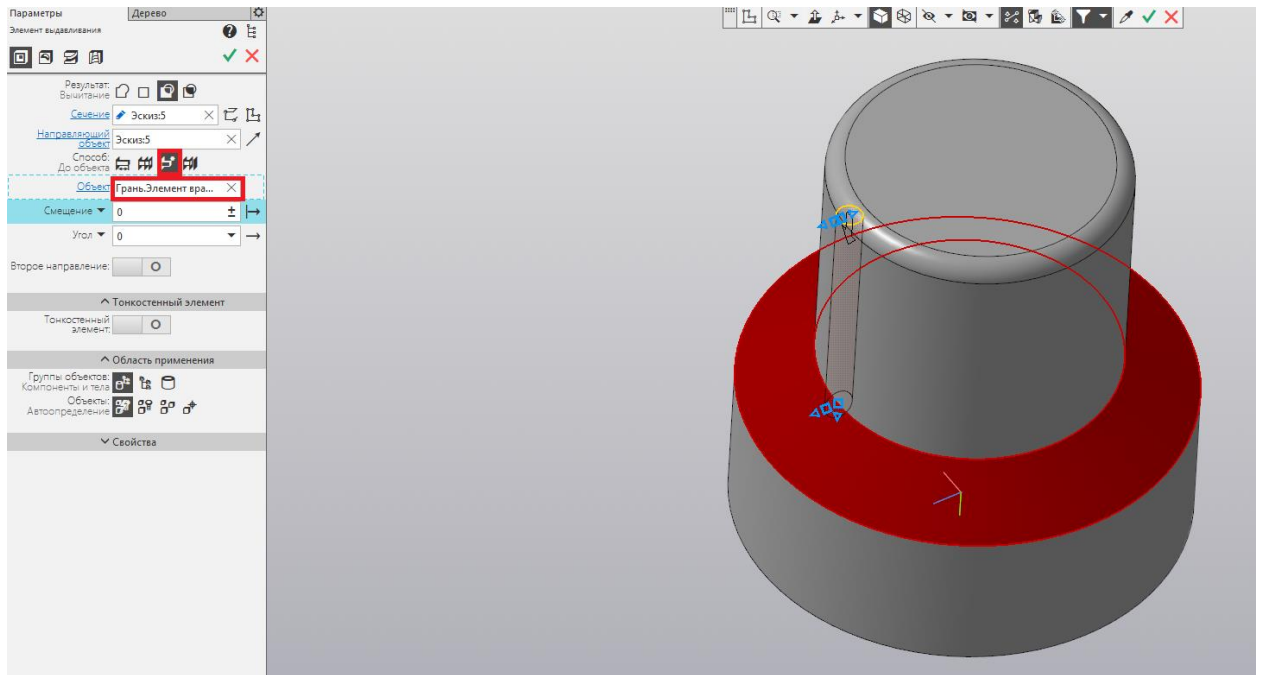 Параметры
Дерево
Элемент выдавливания
Результат:
Вычитание
Сечение
Эскиз:5
Направляющий
объект
Эскиз:5
Способ:
До объекта
Объект
Грань.Элемент вра...
Смещение
0
Угол
0
Второе направление:
Тонкостенный элемент
Тонкостенный
элемент:
Область применения
Группы объектов:
Компоненты и тела
Объекты:
Автоопределение
Свойства